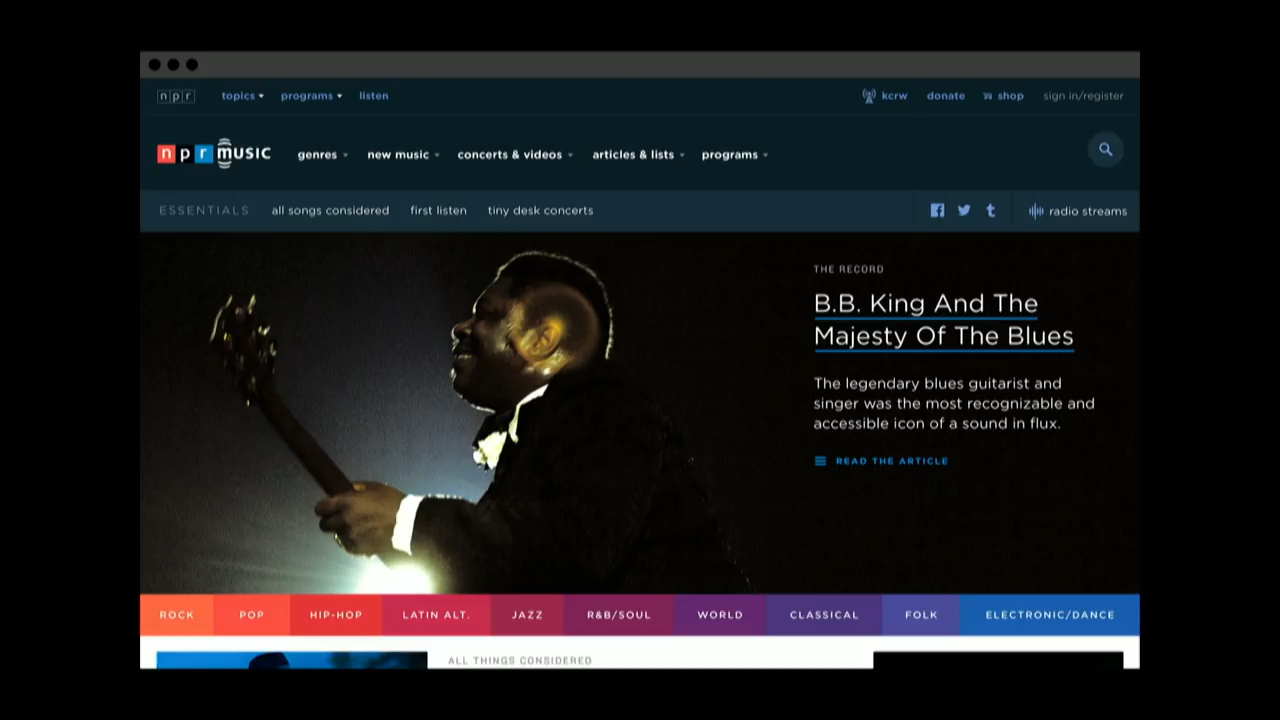 npr topics programs listen kcrw donate shop sign in/register
npr music genres new music concerts & videos articles & lists programs
ESSENTIALS all songs considered first listen tiny desk concerts radio streams
THE RECORD
B.B. King And The
Majesty Of The Blues
The legendary blues guitarist and
singer was the most recognizable and
accessible icon of a sound in flux.
READ THE ARTICLE
ROCK POP HIP-HOP LATIN ALT. JAZZ R&B/SOUL WORLD CLASSICAL FOLK ELECTRONIC/DANCE
ALL THINGS CONSIDERED